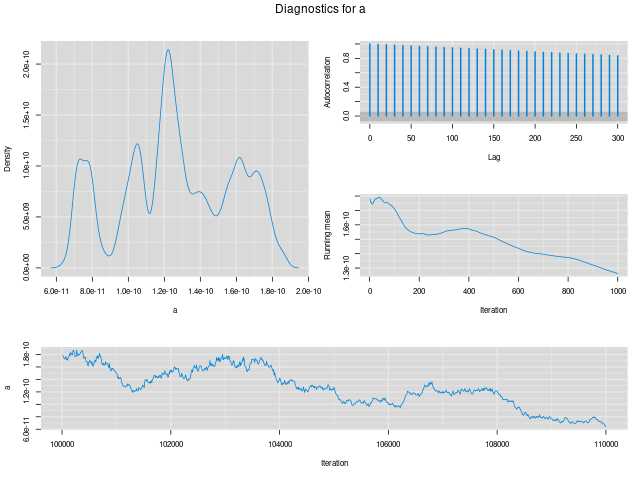 Diagnostics for a
Density
0.0e+00 5.0e+09 1.0e+10 1.5e+10 2.0e+10
6.0e-11 8.0e-11 1.0e-10 1.2e-10 1.4e-10 1.6e-10 1.8e-10 2.0e-10
a
Autocorrelation
0.0 0.4 0.8
0 50 100 150 200 250 300
Lag
Running mean
1.3e-10 1.6e-10
0 200 400 600 800 1000
Iteration
a
6.0e-11 1.2e-10 1.8e-10
100000 102000 104000 106000 108000 110000
Iteration